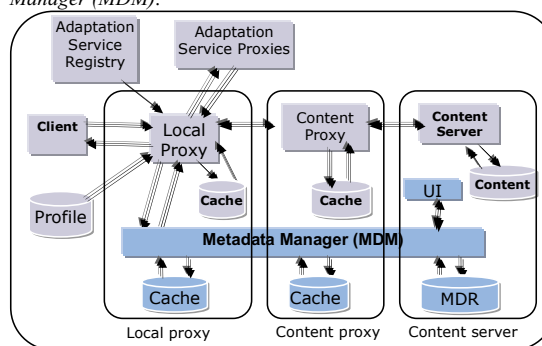 Manager (MDM).
Adaptation
Service
Registry
Adaptation
Service Proxies
Client
Local
Proxy
Content
Proxy
Content
Server
Profile
Cache
Cache
Content
UI
Metadata Manager (MDM)
Cache
Cache
MDR
Local proxy
Content proxy
Content server